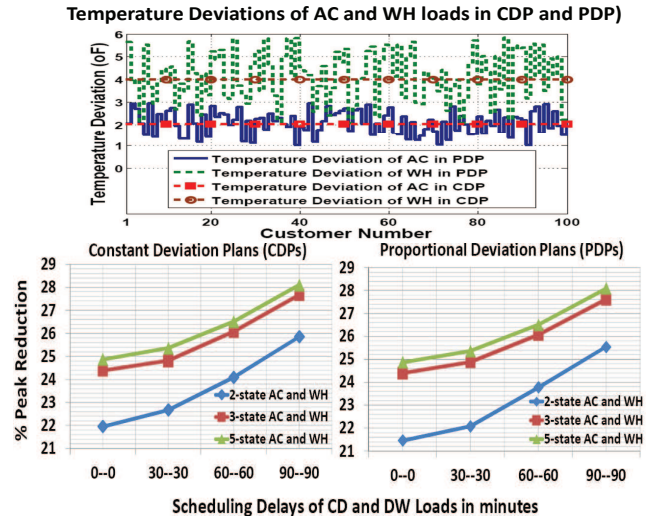 Temperature Deviations of AC and WH loads in CDP and PDP)
Temperature Deviation (oF)
6
5
4
3
2
1
0
Temperature Deviation of AC in PDP
Temperature Deviation of WH in PDP
Temperature Deviation of AC in CDP
Temperature Deviation of WH in CDP
1 20 40 60 80 100
Customer Number
Constant Deviation Plans (CDPs)
% Peak Reduction
29
28
27
26
25
24
23
22
21
2-state AC and WH
3-state AC and WH
5-state AC and WH
0--0 30--30 60--60 90--90
Proportional Deviation Plans (PDPs)
29
28
27
26
25
24
23
22
21
2-state AC and WH
3-state AC and WH
5-state AC and WH
0--0 30--30 60--60 90--90
Scheduling Delays of CD and DW Loads in minutes